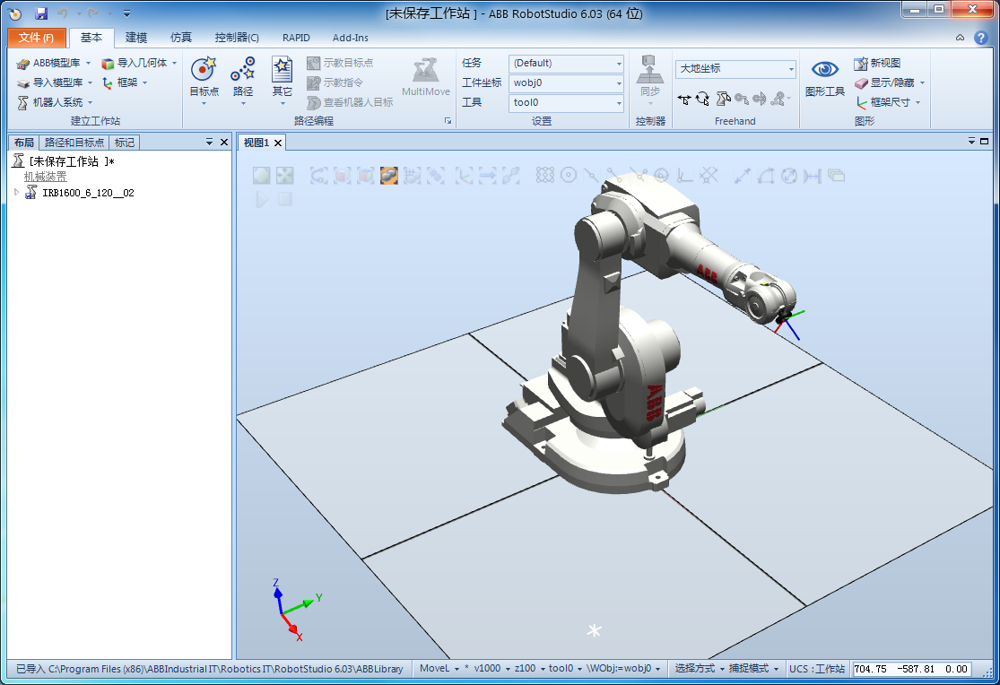 [未保存工作站 ] - ABB RobotStudio 6.03 (64 位)
文件(F) 基本 建模 仿真 控制器(C) RAPID Add-Ins
ABB模型库 导入几何体
导入模型库 框架
机器人系统
建立工作站
目标点 路径 其它
示教目标点
示教指令
查看机器人目标
MultiMove
路径编程
任务 (Default)
工件坐标 wobj0
工具 tool0
设置
同步
控制器
大地坐标
Freehand
图形工具
新视图
显示/隐藏
框架尺寸
图形
布局 路径和目标点 标记
视图1
[未保存工作站 ]*
机械装置
IRB1600_6_120__02
ABB
ABB
Z
Y
X
已导入 C:\Program Files (x86)\ABBIndustrial IT\Robotics IT\RobotStudio 6.03\ABBLibrary
MoveL * v1000 z100 tool0 \WObj:=wobj0 选择方式 捕捉模式 UCS : 工作站 704.75 -587.81 0.00